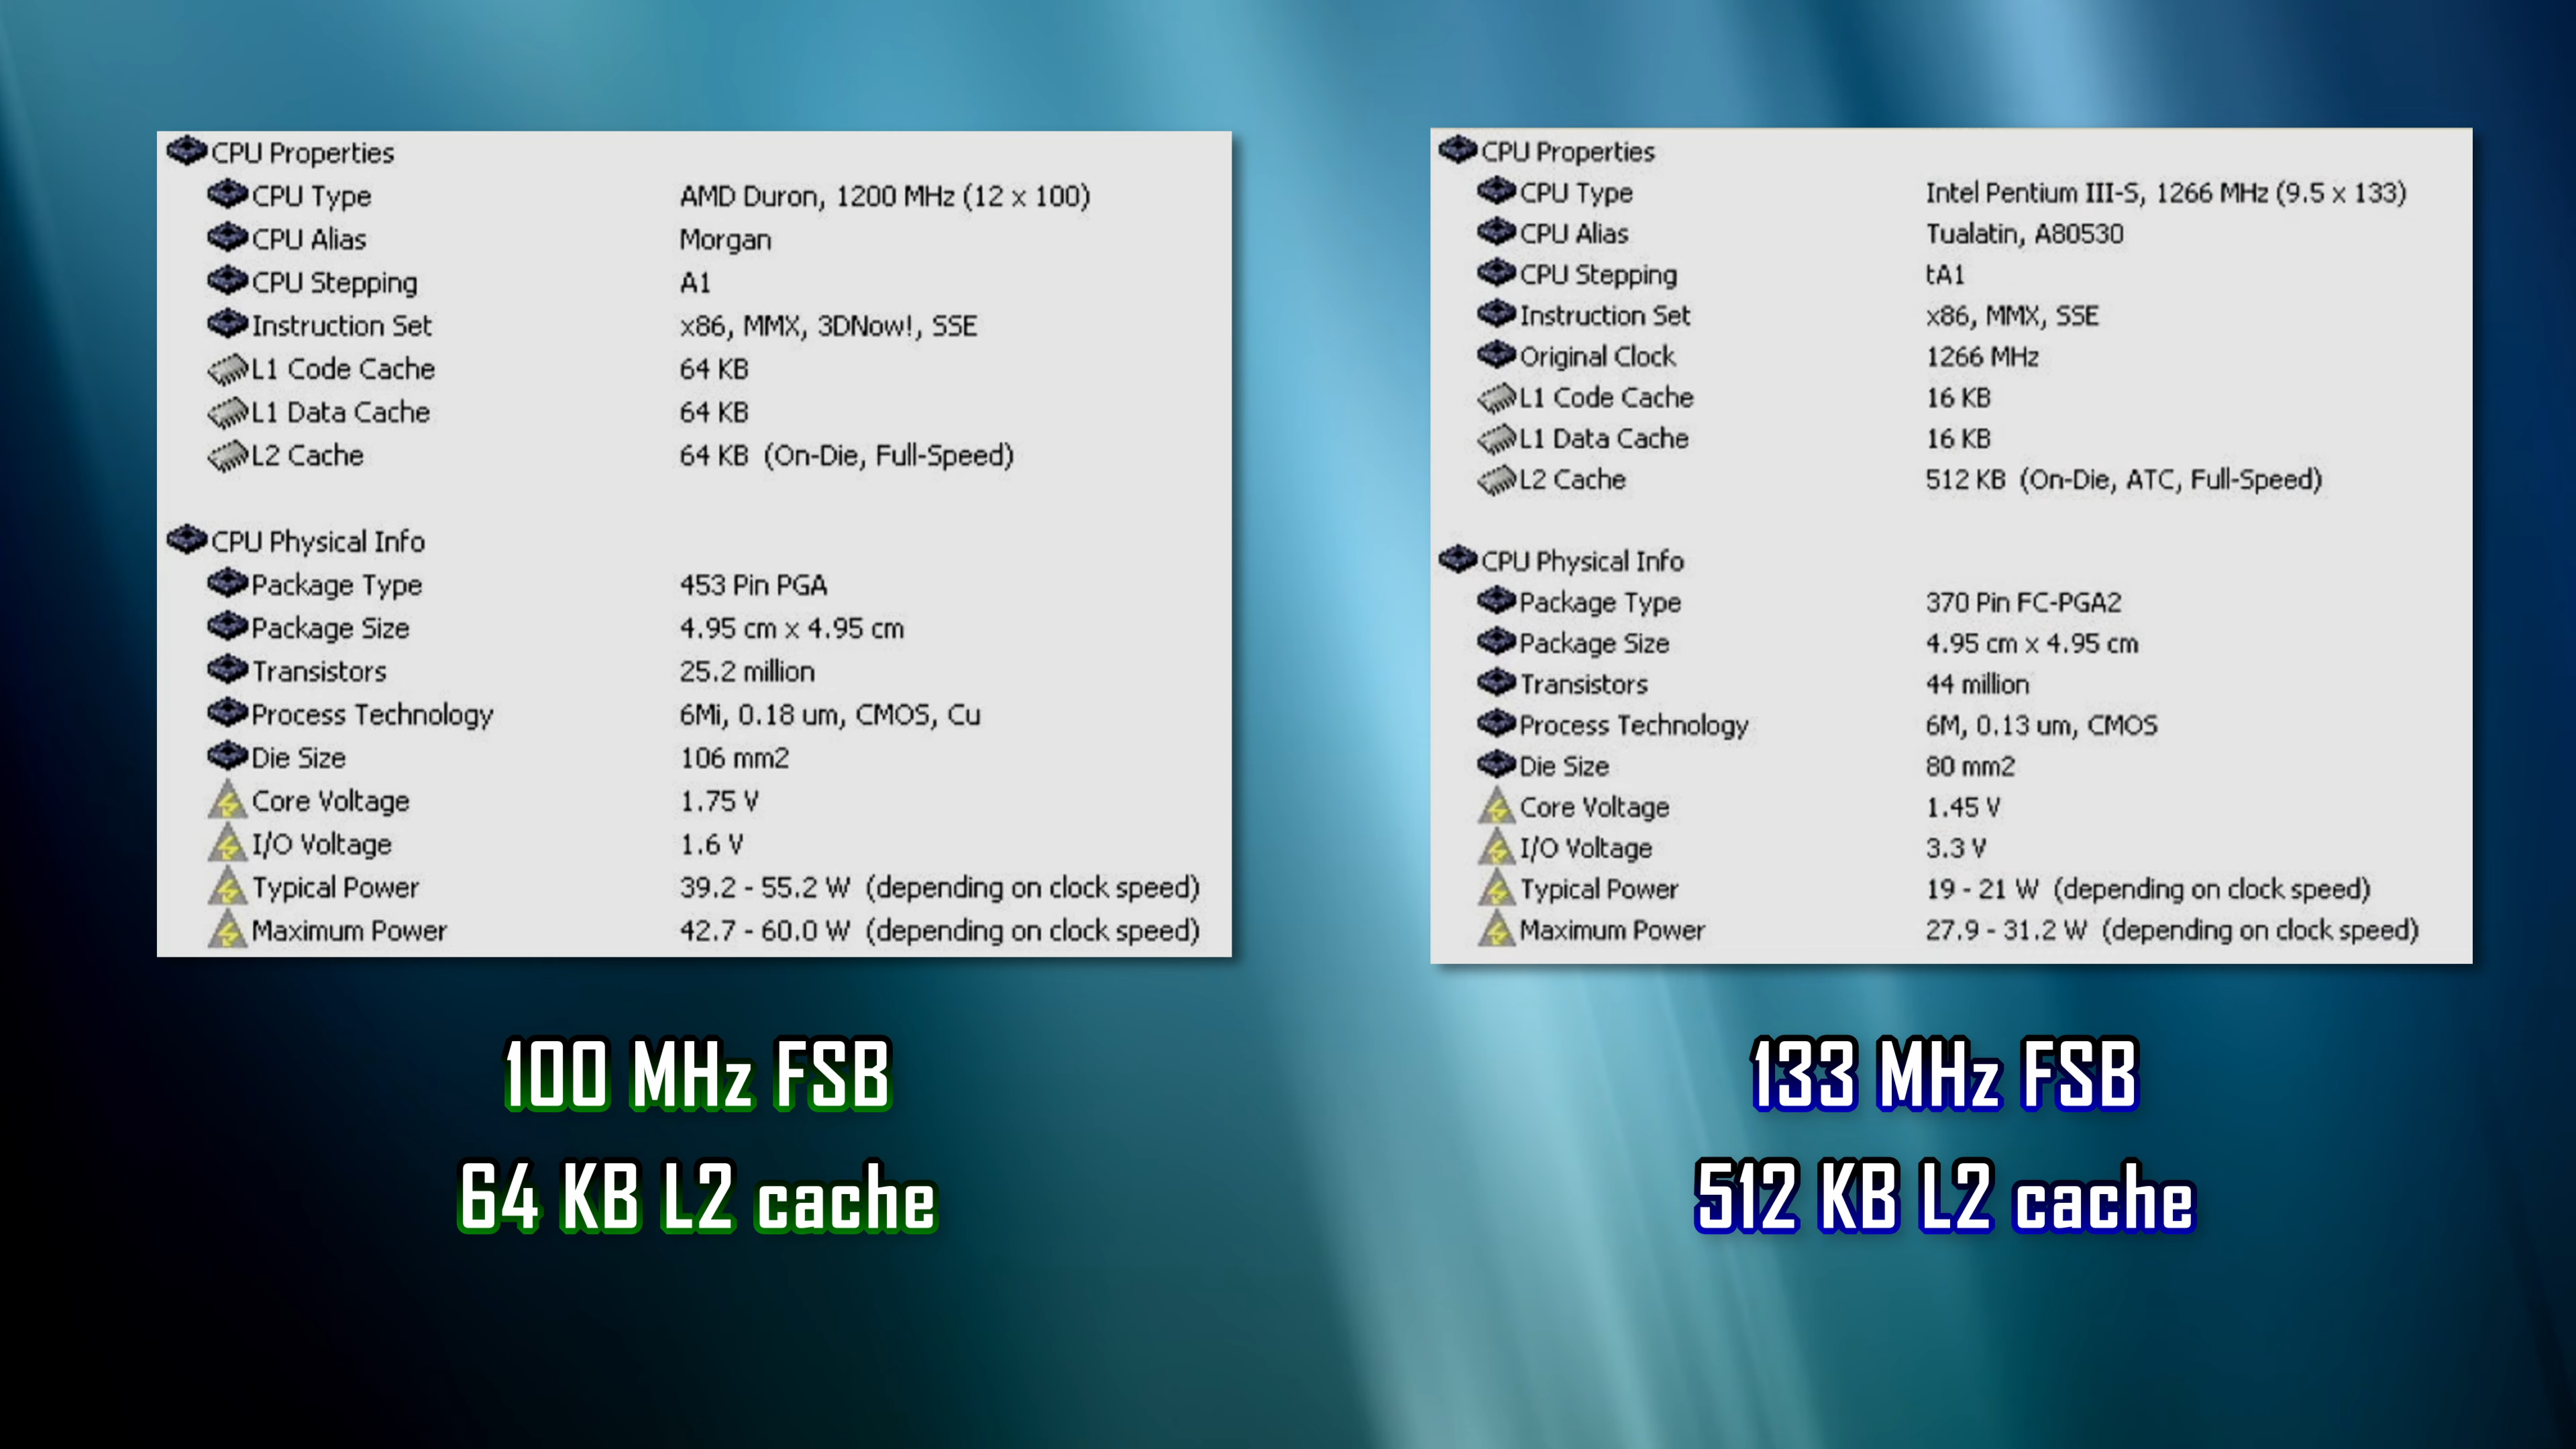 CPU Properties
CPU Type AMD Duron, 1200 MHz (12 x 100)
CPU Alias Morgan
CPU Stepping A1
Instruction Set x86, MMX, 3DNow!, SSE
L1 Code Cache 64 KB
L1 Data Cache 64 KB
L2 Cache 64 KB (On-Die, Full-Speed)
CPU Physical Info
Package Type 453 Pin PGA
Package Size 4.95 cm x 4.95 cm
Transistors 25.2 million
Process Technology 6Mi, 0.18 um, CMOS, Cu
Die Size 106 mm2
Core Voltage 1.75 V
I/O Voltage 1.6 V
Typical Power 39.2 - 55.2 W (depending on clock speed)
Maximum Power 42.7 - 60.0 W (depending on clock speed)
100 MHz FSB
64 KB L2 cache
CPU Properties
CPU Type Intel Pentium III-S, 1266 MHz (9.5 x 133)
CPU Alias Tualatin, A80530
CPU Stepping tA1
Instruction Set x86, MMX, SSE
Original Clock 1266 MHz
L1 Code Cache 16 KB
L1 Data Cache 16 KB
L2 Cache 512 KB (On-Die, ATC, Full-Speed)
CPU Physical Info
Package Type 370 Pin FC-PGA2
Package Size 4.95 cm x 4.95 cm
Transistors 44 million
Process Technology 6M, 0.13 um, CMOS
Die Size 80 mm2
Core Voltage 1.45 V
I/O Voltage 3.3 V
Typical Power 19 - 21 W (depending on clock speed)
Maximum Power 27.9 - 31.2 W (depending on clock speed)
133 MHz FSB
512 KB L2 cache